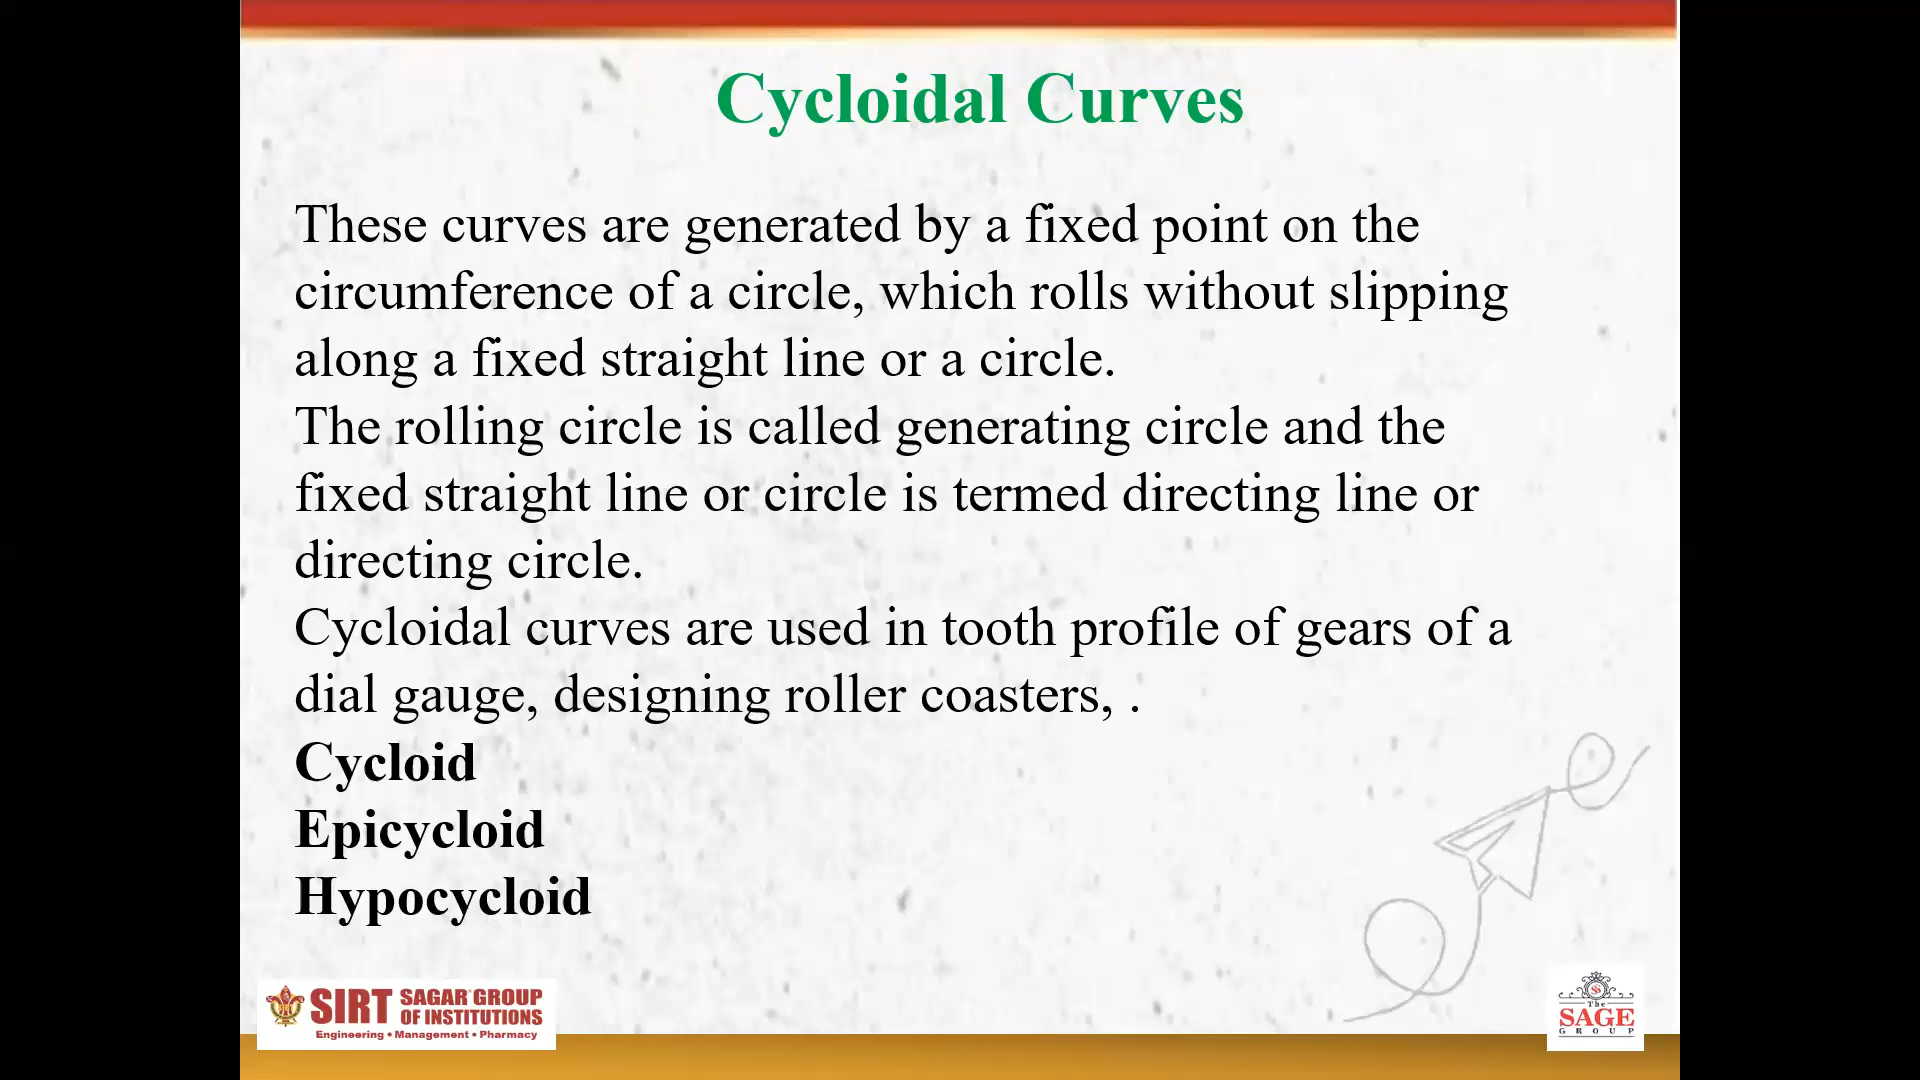 Cycloidal Curves
These curves are generated by a fixed point on the
circumference of a circle, which rolls without slipping
along a fixed straight line or a circle.
The rolling circle is called generating circle and the
fixed straight line or circle is termed directing line or
directing circle.
Cycloidal curves are used in tooth profile of gears of a
dial gauge, designing roller coasters, .
Cycloid
Epicycloid
Hypocycloid
SIRT SAGAR GROUP
OF INSTITUTIONS
Engineering • Management • Pharmacy
The
SAGE
GROUP